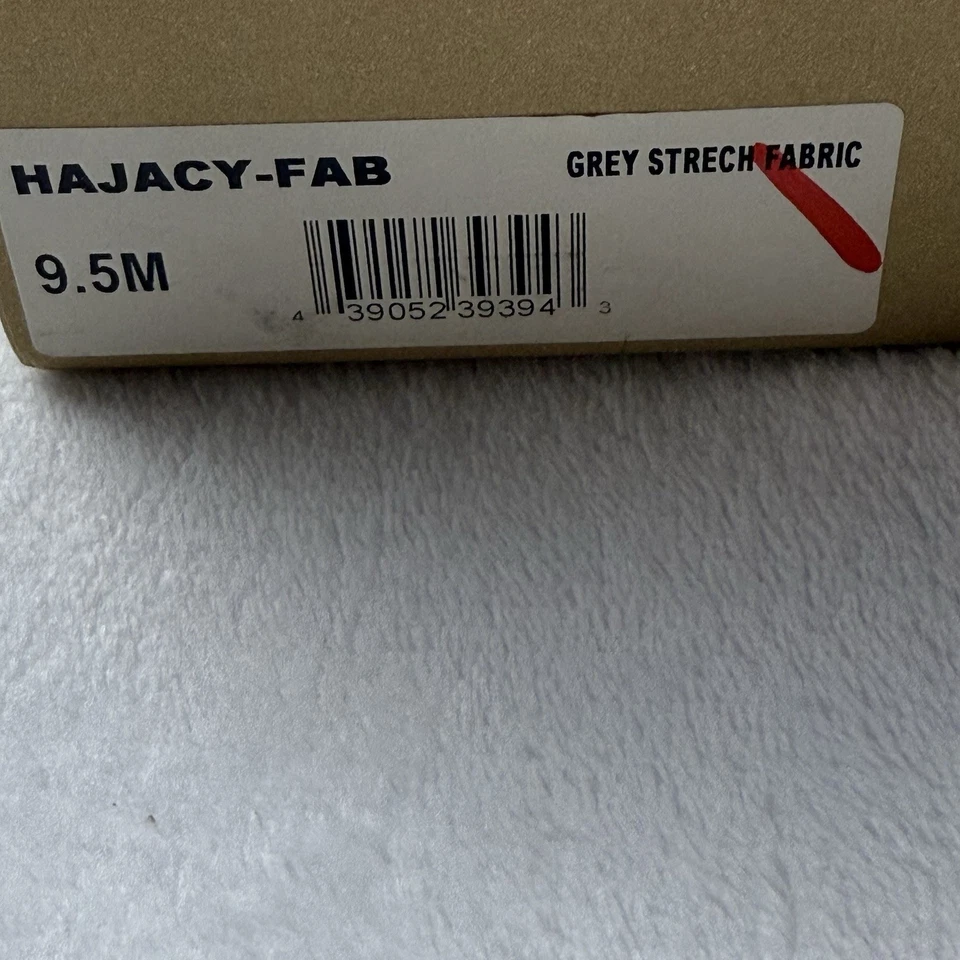 HAJACY-FAB
GREY STRECH FABRIC
9.5M
4 39052 39394 3